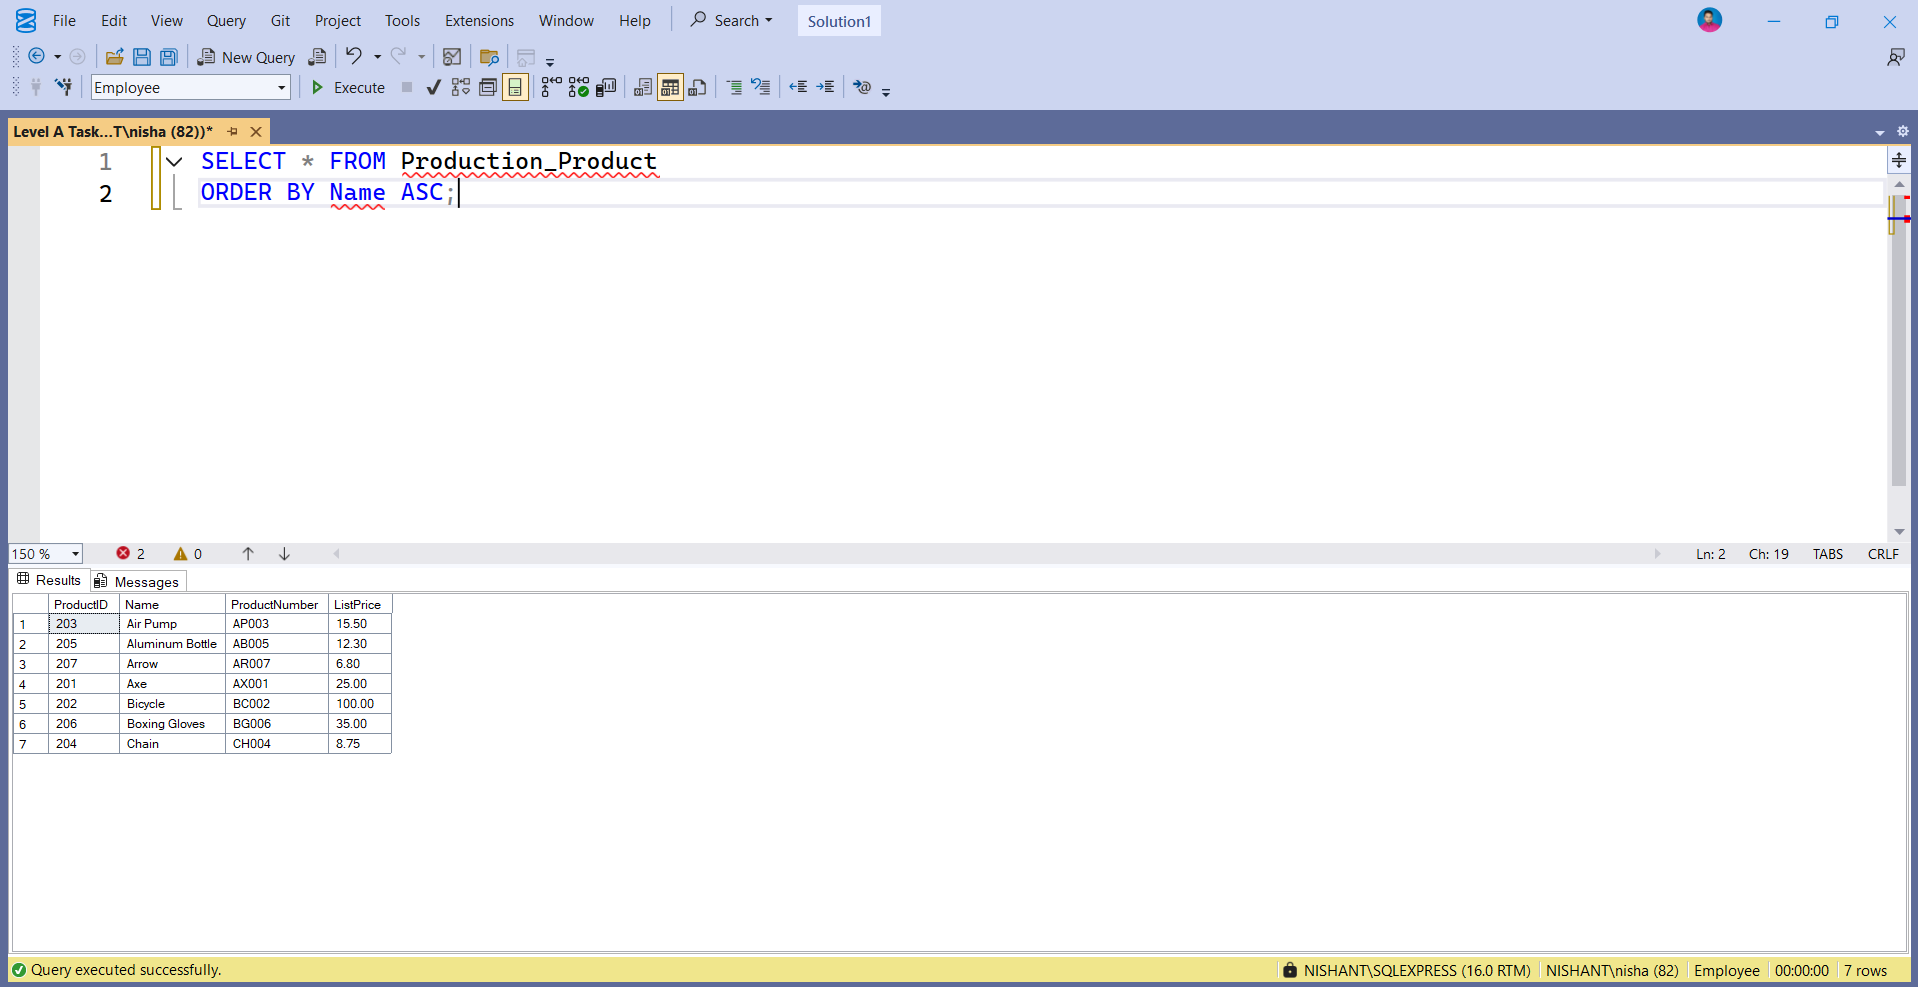 File Edit View Query Git Project Tools Extensions Window Help Search Solution1
New Query
Employee Execute
Level A Task...T\nisha (82))*
1 SELECT * FROM Production_Product
2 ORDER BY Name ASC;
150 % 2 0 Ln: 2 Ch: 19 TABS CRLF
Results Messages
ProductID Name ProductNumber ListPrice
1 203 Air Pump AP003 15.50
2 205 Aluminum Bottle AB005 12.30
3 207 Arrow AR007 6.80
4 201 Axe AX001 25.00
5 202 Bicycle BC002 100.00
6 206 Boxing Gloves BG006 35.00
7 204 Chain CH004 8.75
Query executed successfully. NISHANT\SQLEXPRESS (16.0 RTM) NISHANT\nisha (82) Employee 00:00:00 7 rows